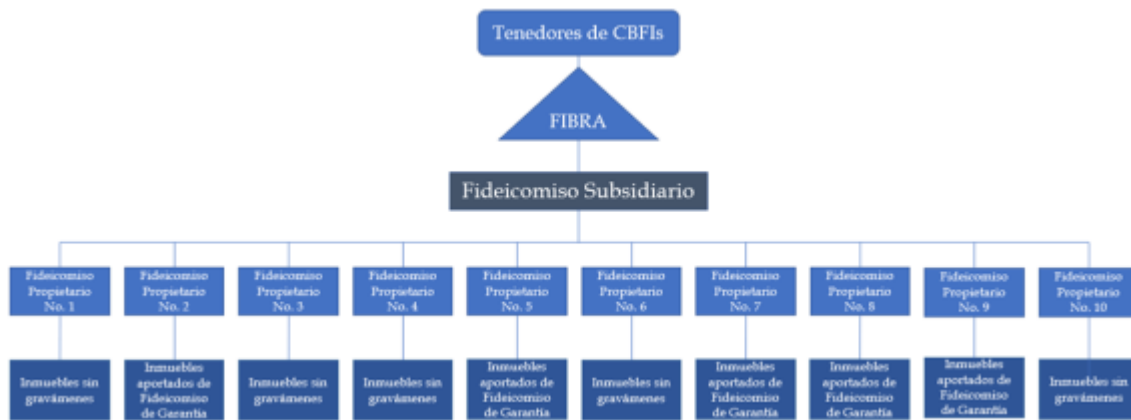 Tenedores de CBFIs
FIBRA
Fideicomiso Subsidiario
Fideicomiso
Propietario
No. 1
Fideicomiso
Propietario
No. 2
Fideicomiso
Propietario
No. 3
Fideicomiso
Propietario
No. 4
Fideicomiso
Propietario
No. 5
Fideicomiso
Propietario
No. 6
Fideicomiso
Propietario
No. 7
Fideicomiso
Propietario
No. 8
Fideicomiso
Propietario
No. 9
Fideicomiso
Propietario
No. 10
Inmuebles sin
gravámenes
Inmuebles
aportados de
Fideicomiso
de Garantía
Inmuebles sin
gravámenes
Inmuebles sin
gravámenes
Inmuebles
aportados de
Fideicomiso
de Garantía
Inmuebles sin
gravámenes
Inmuebles
aportados de
Fideicomiso
de Garantía
Inmuebles
aportados de
Fideicomiso
de Garantía
Inmuebles
aportados de
Fideicomiso
de Garantía
Inmuebles sin
gravámenes